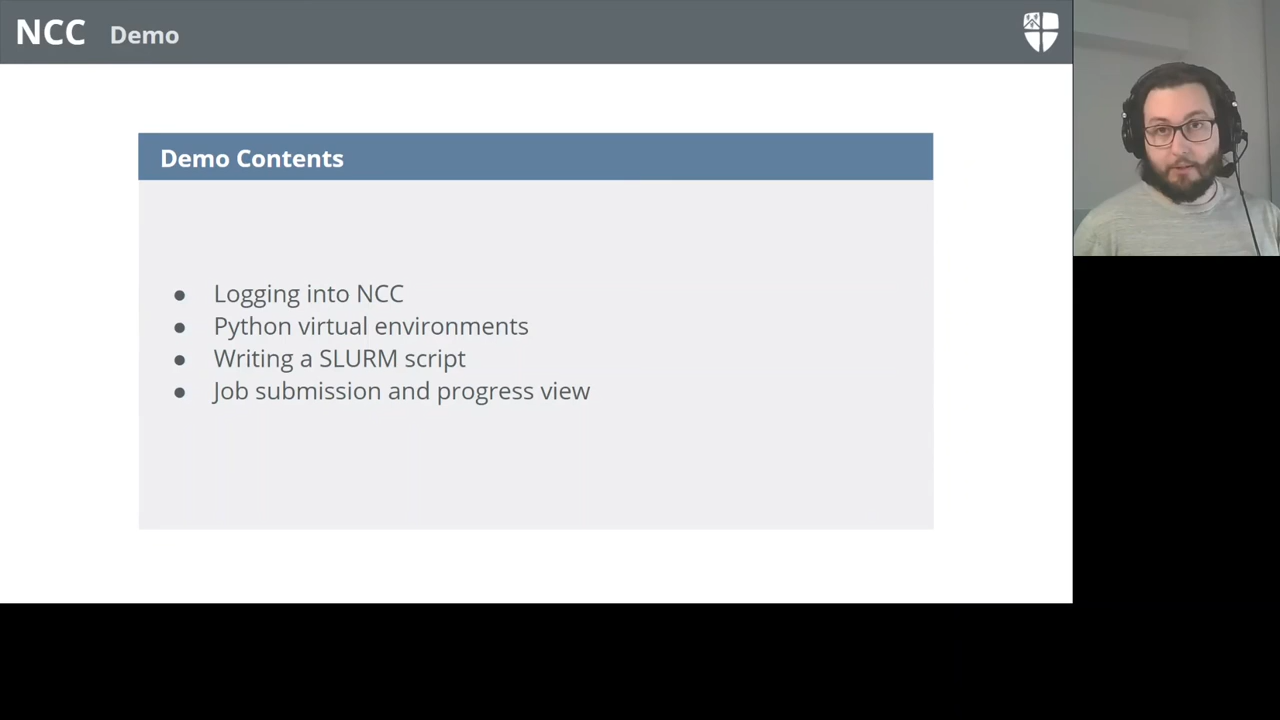 NCC Demo
Demo Contents
● Logging into NCC
● Python virtual environments
● Writing a SLURM script
● Job submission and progress view